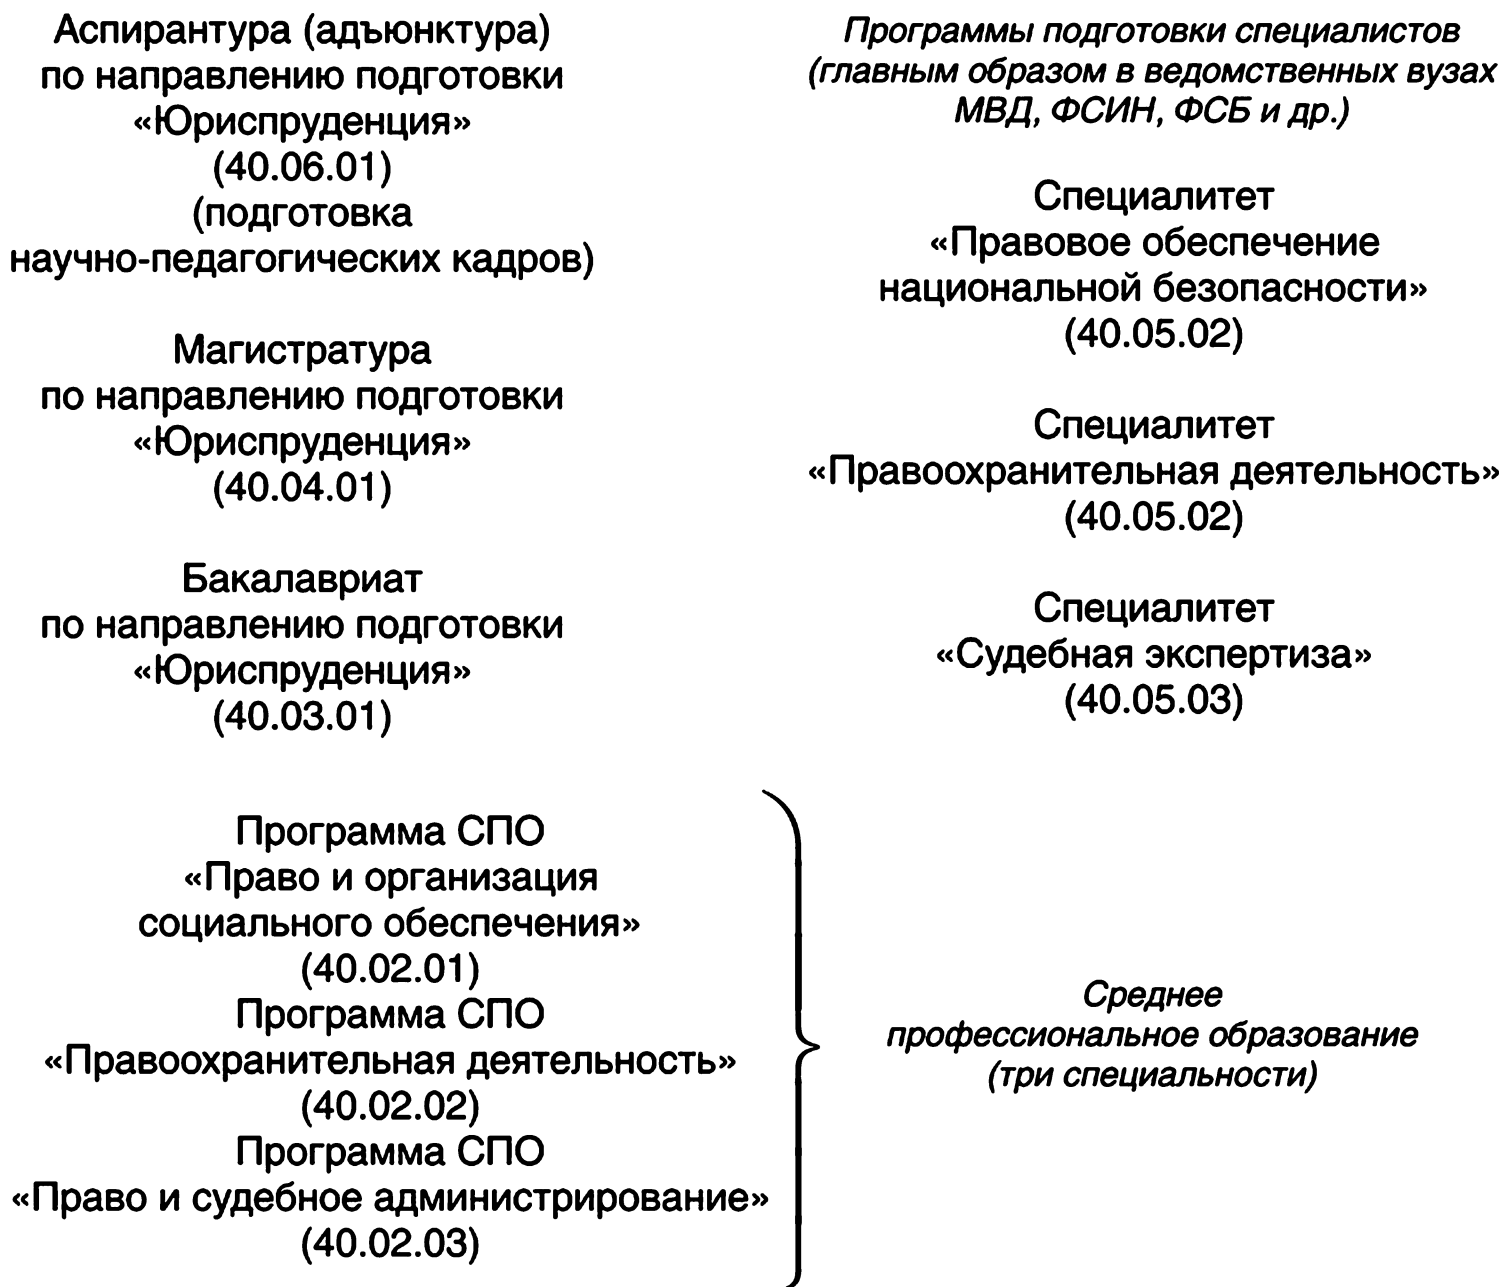 Аспирантура (адъюнктура)
по направлению подготовки
«Юриспруденция»
(40.06.01)
(подготовка
научно-педагогических кадров)
Магистратура
по направлению подготовки
«Юриспруденция»
(40.04.01)
Бакалавриат
по направлению подготовки
«Юриспруденция»
(40.03.01)
Программы подготовки специалистов
(главным образом в ведомственных вузах
МВД, ФСИН, ФСБ и др.)
Специалитет
«Правовое обеспечение
национальной безопасности»
(40.05.02)
Специалитет
«Правоохранительная деятельность»
(40.05.02)
Специалитет
«Судебная экспертиза»
(40.05.03)
Программа СПО
«Право и организация
социального обеспечения»
(40.02.01)
Программа СПО
«Правоохранительная деятельность»
(40.02.02)
Программа СПО
«Право и судебное администрирование»
(40.02.03)
Среднее
профессиональное образование
(три специальности)